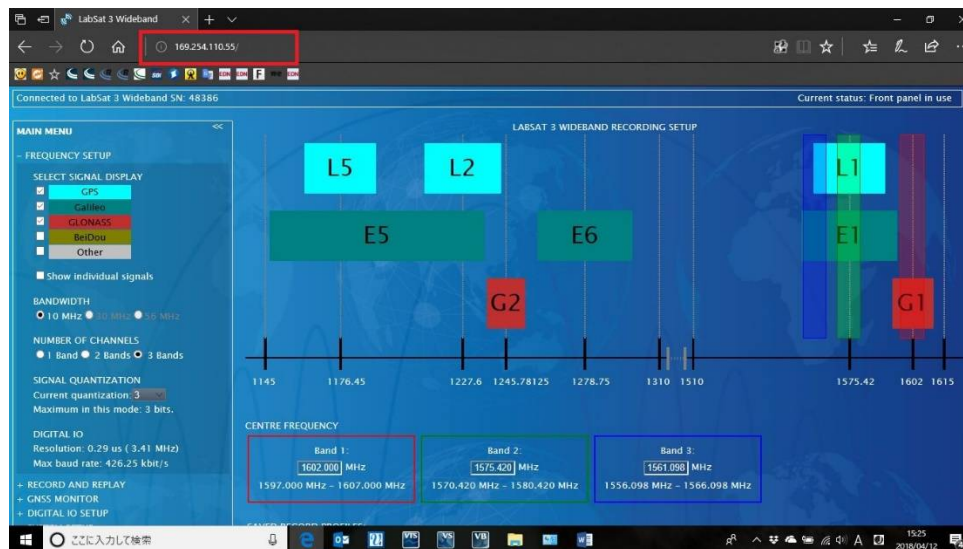 LabSat 3 Wideband
169.254.110.55/
Connected to LabSat 3 Wideband SN: 48386
Current status: Front panel in use
MAIN MENU
<<
LABSAT 3 WIDEBAND RECORDING SETUP
- FREQUENCY SETUP
SELECT SIGNAL DISPLAY
GPS
Galileo
GLONASS
BeiDou
Other
Show individual signals
BANDWIDTH
10 MHz 30 MHz 56 MHz
NUMBER OF CHANNELS
1 Band 2 Bands 3 Bands
SIGNAL QUANTIZATION
Current quantization: 3
Maximum in this mode: 3 bits.
DIGITAL IO
Resolution: 0.29 us ( 3.41 MHz)
Max baud rate: 426.25 kbit/s
+ RECORD AND REPLAY
+ GNSS MONITOR
+ DIGITAL IO SETUP
L5 L2 L1
E5 E6 E1
G2 G1
1145 1176.45 1227.6 1245.78125 1278.75 1310 1510 1575.42 1602 1615
CENTRE FREQUENCY
Band 1:
1602.000 MHz
1597.000 MHz - 1607.000 MHz
Band 2:
1575.420 MHz
1570.420 MHz - 1580.420 MHz
Band 3:
1561.098 MHz
1556.098 MHz - 1566.098 MHz
ここに入力して検索
15:25
2018/04/12